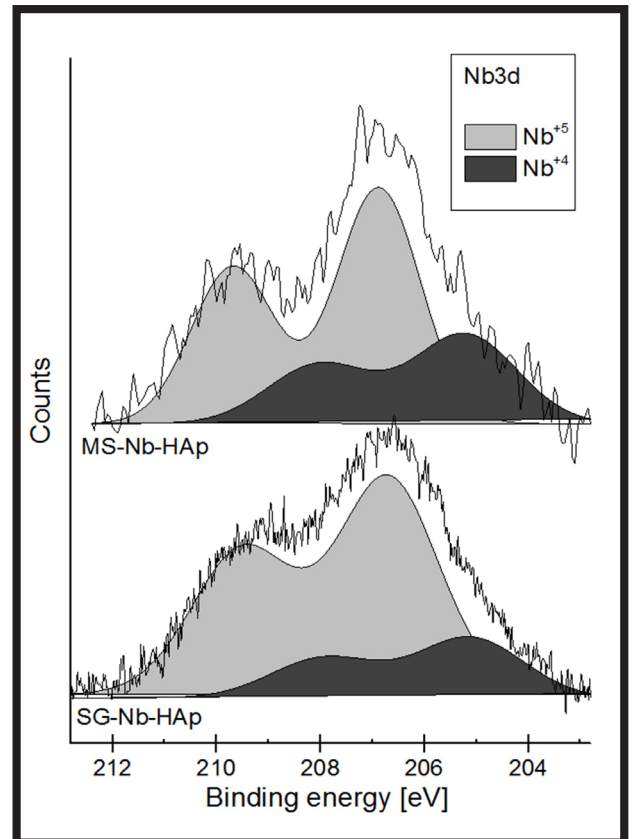 Nb3d
Nb⁺⁵
Nb⁺⁴
Counts
MS-Nb-HAp
SG-Nb-HAp
212 210 208 206 204
Binding energy [eV]